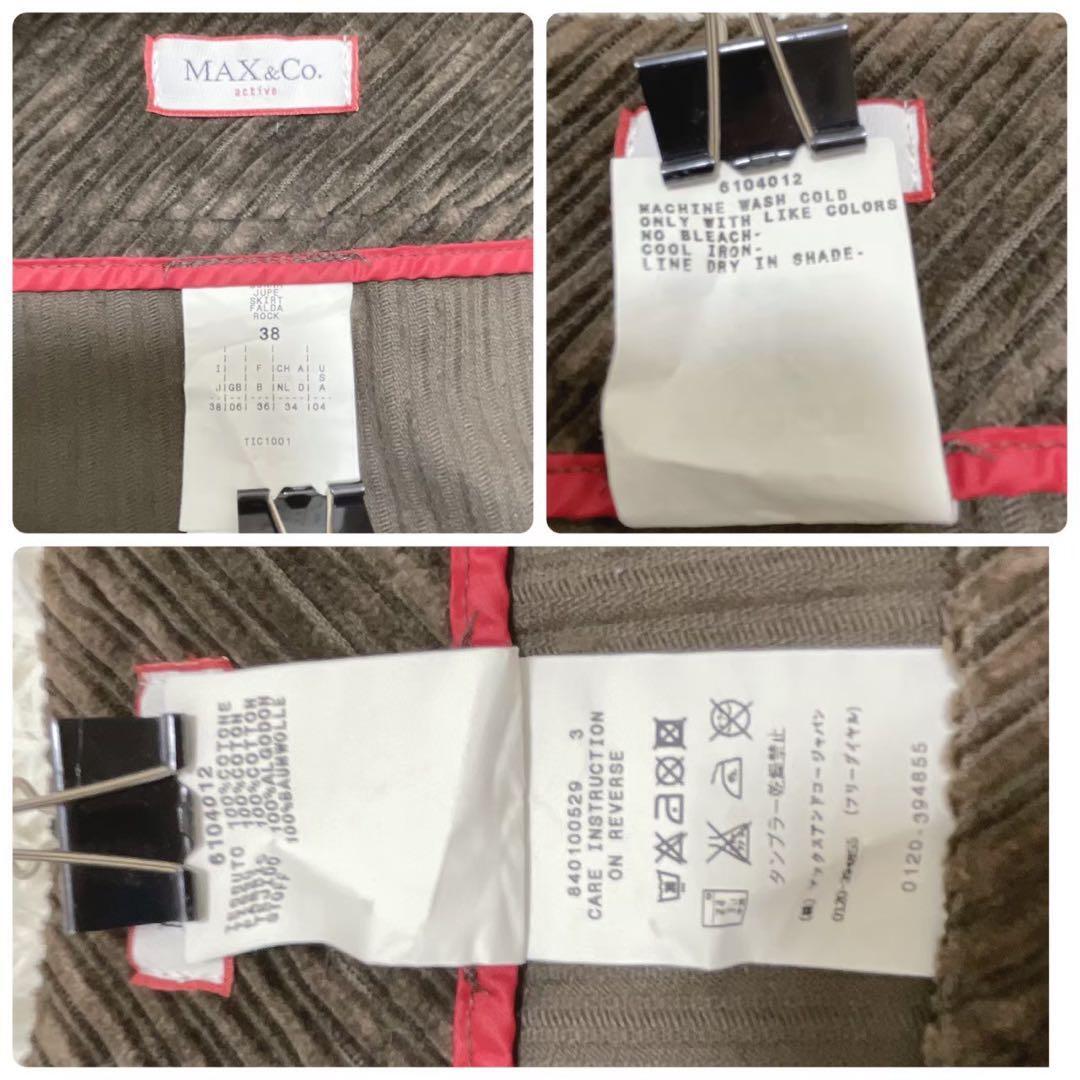 MAX&Co.
active
JUPE
SKIRT
FALDA
ROCK
38
I | F | CH A | U
S
J | GB | B | NL D | A
38 | 06 | 36 | 34 | 04
TIC1001
6104012
MACHINE WASH COLD
ONLY WITH LIKE COLORS
NO BLEACH-
COOL IRON-
LINE DRY IN SHADE-
6104012
TESSUTO 100%COTONE
100%COTON
100%COTTON
100%ALGODON
STOFF 100%BAUMWOLLE
840100529 3
CARE INSTRUCTION
ON REVERSE
タンブラー乾燥禁止
(株) マックスアンドコージャパン
(フリーダイヤル)
0120-394855